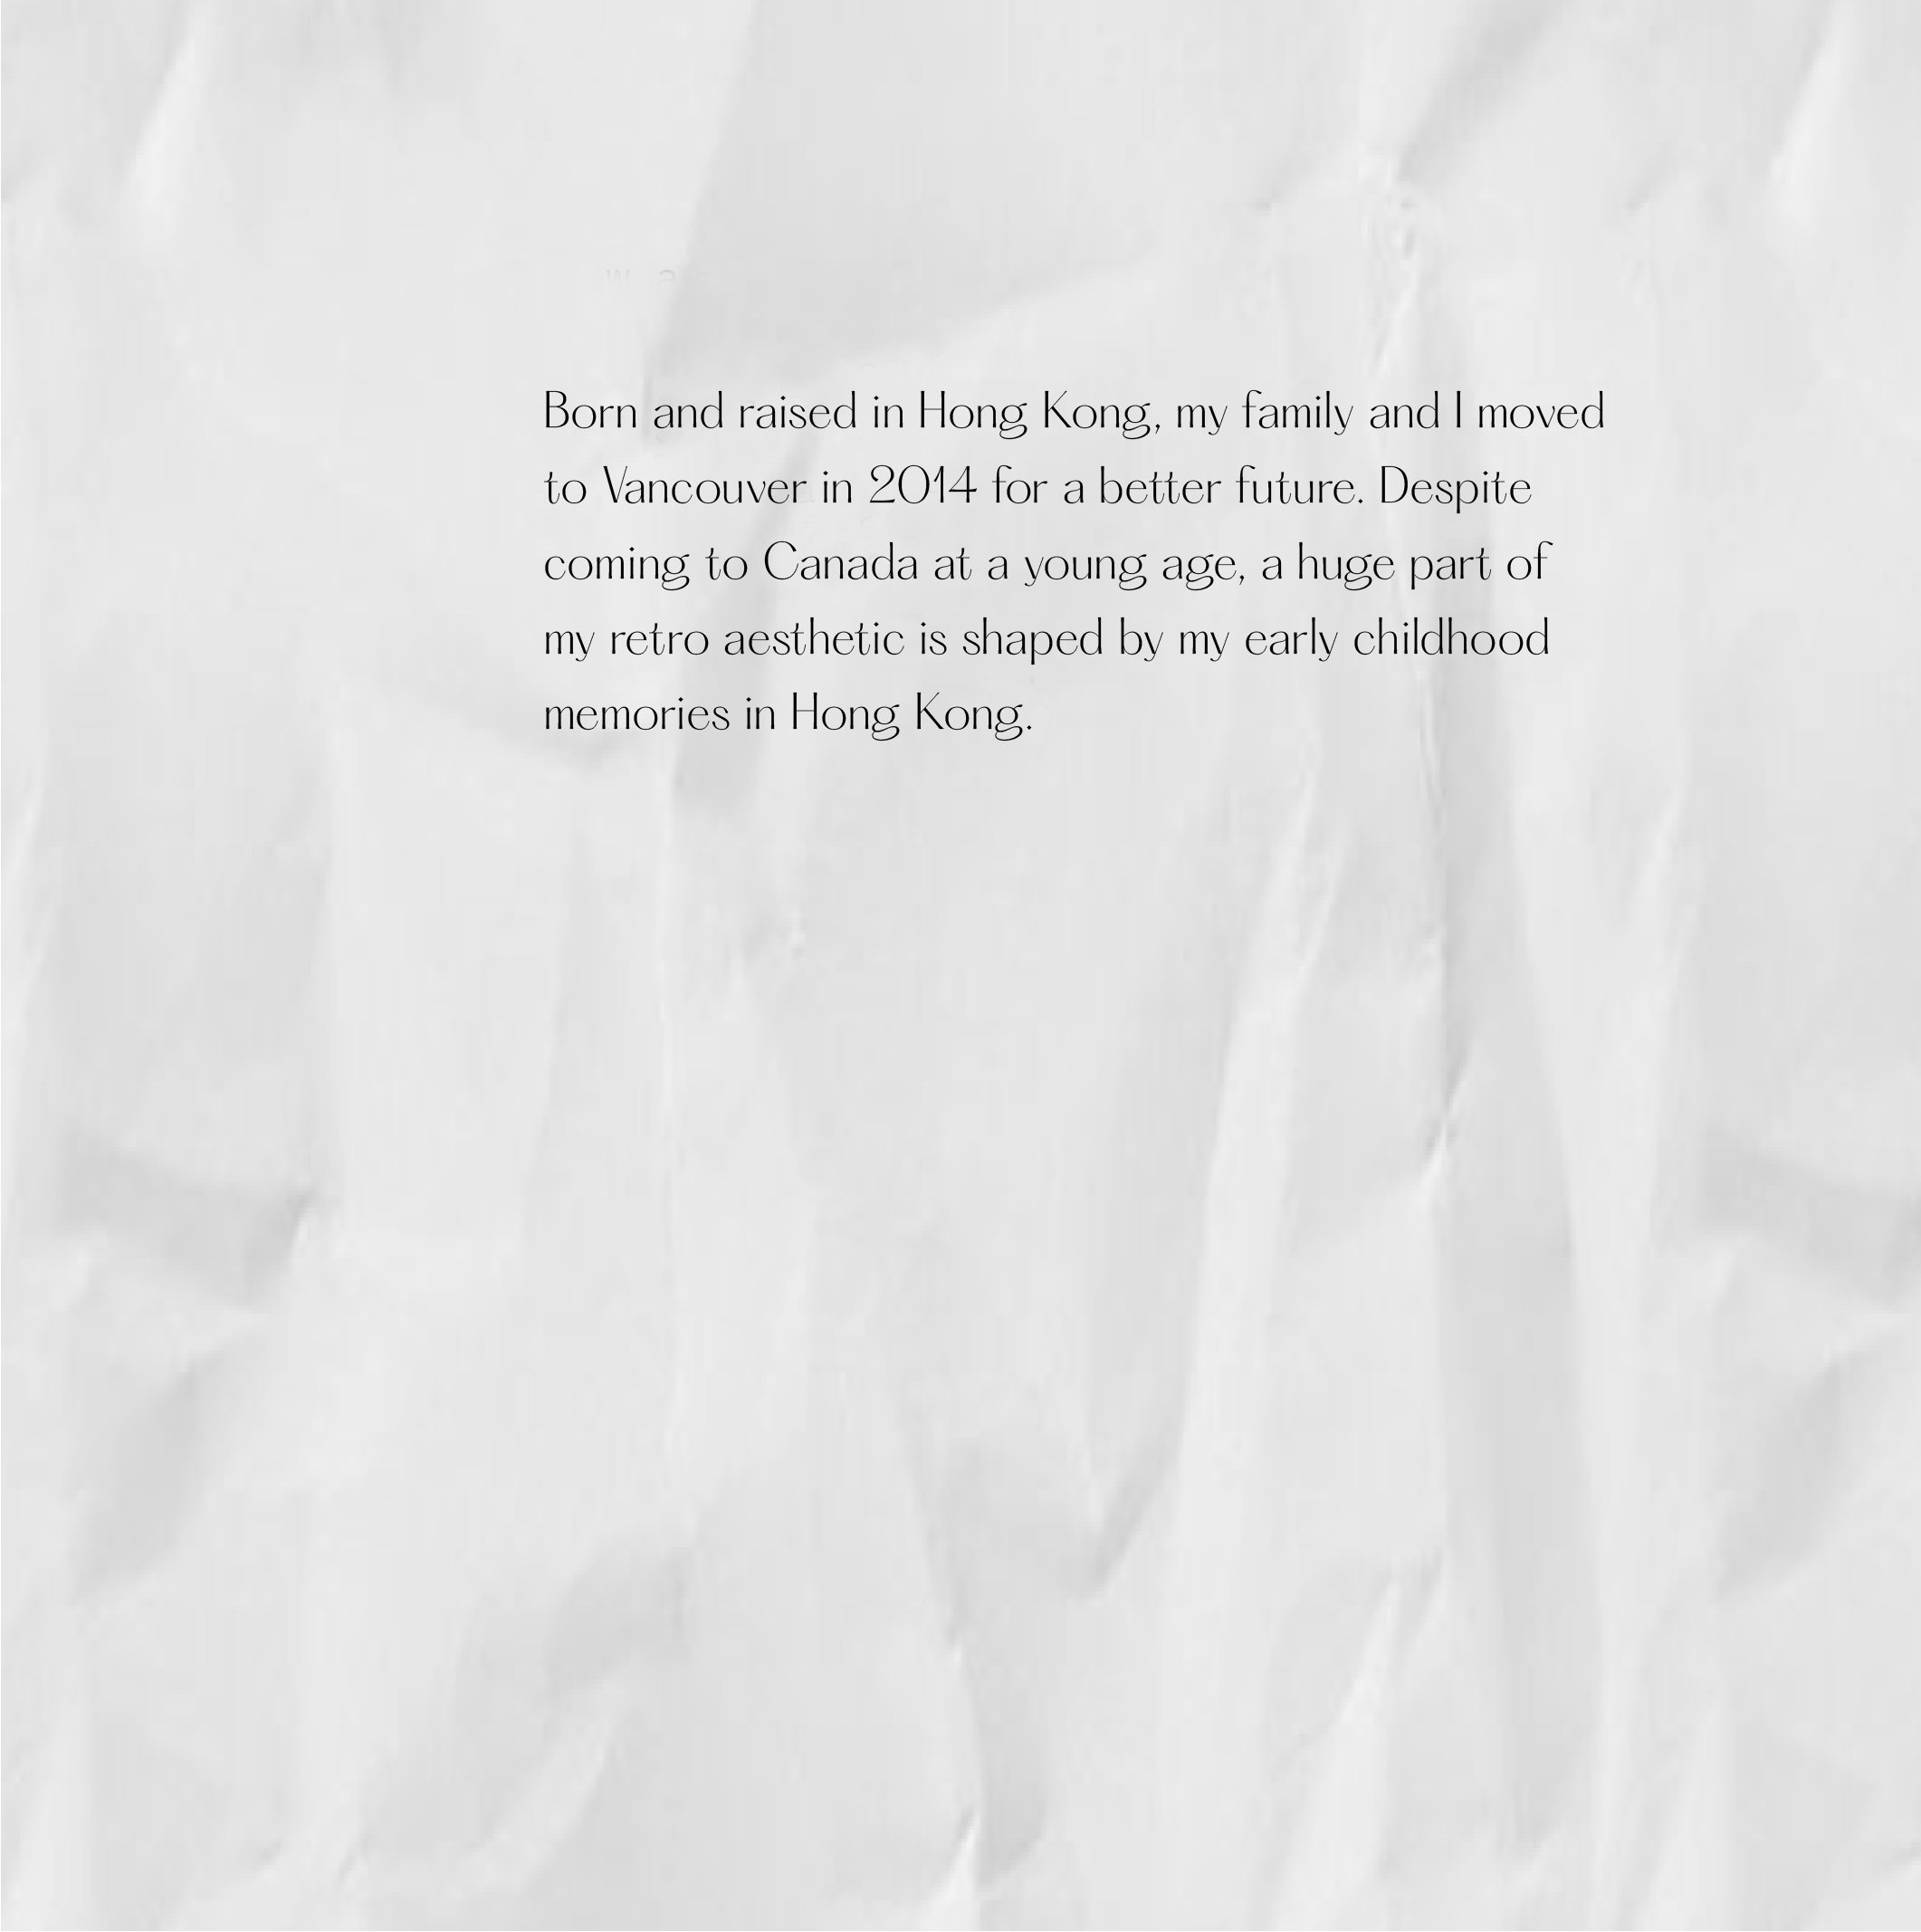 Born and raised in Hong Kong, my family and I moved
to Vancouver in 2014 for a better future. Despite
coming to Canada at a young age, a huge part of
my retro aesthetic is shaped by my early childhood
memories in Hong Kong.